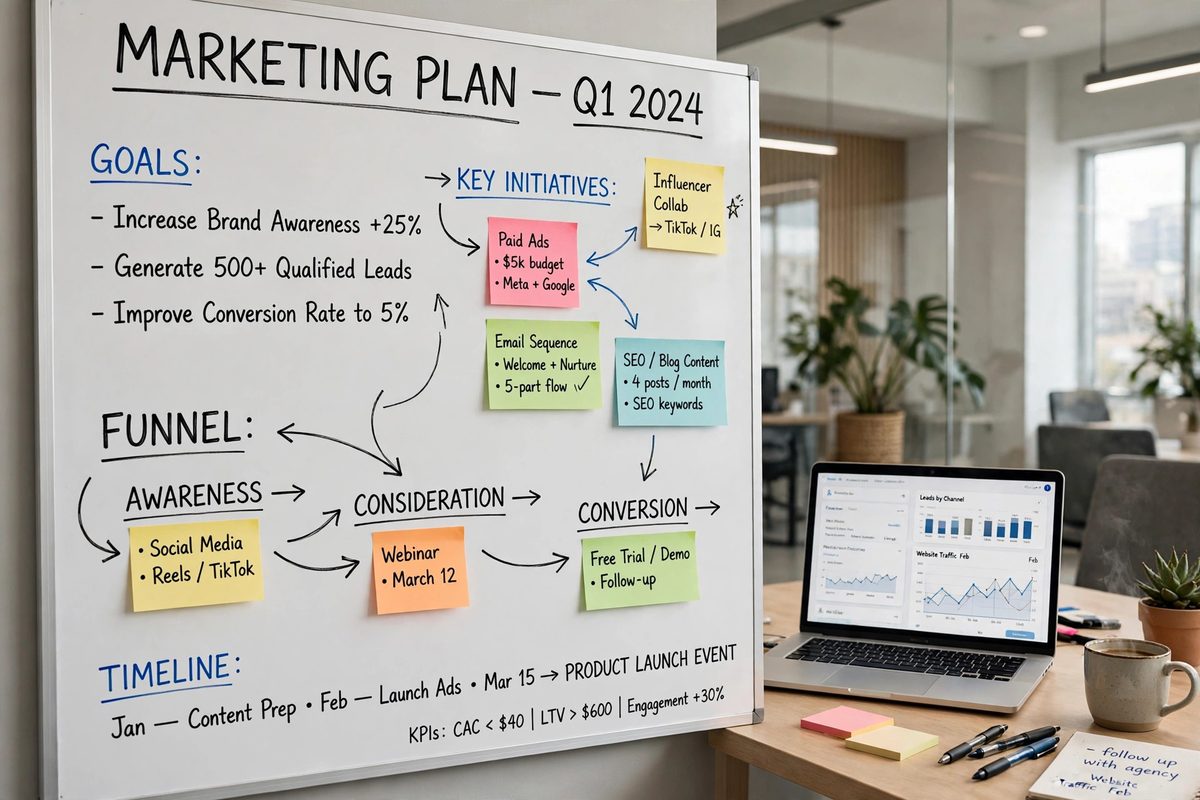 MARKETING PLAN — Q1 2024
GOALS:
– Increase Brand Awareness +25%
– Generate 500+ Qualified Leads
– Improve Conversion Rate to 5%
→ KEY INITIATIVES:
Influencer
Collab
→ TikTok / IG
Paid Ads
• $5k budget
• Meta + Google
Email Sequence
• Welcome + Nurture
• 5-part flow ✓
SEO / Blog Content
• 4 posts / month
• SEO keywords
FUNNEL:
AWARENESS →
• Social Media
• Reels / TikTok
CONSIDERATION →
Webinar
• March 12
CONVERSION →
Free Trial / Demo
• Follow-up
TIMELINE:
Jan — Content Prep • Feb — Launch Ads • Mar 15 → PRODUCT LAUNCH EVENT
KPIs: CAC < $40 | LTV > $600 | Engagement +30%
Leads by Channel
Website Traffic Feb
– follow up
with agency
Website
Traffic Feb